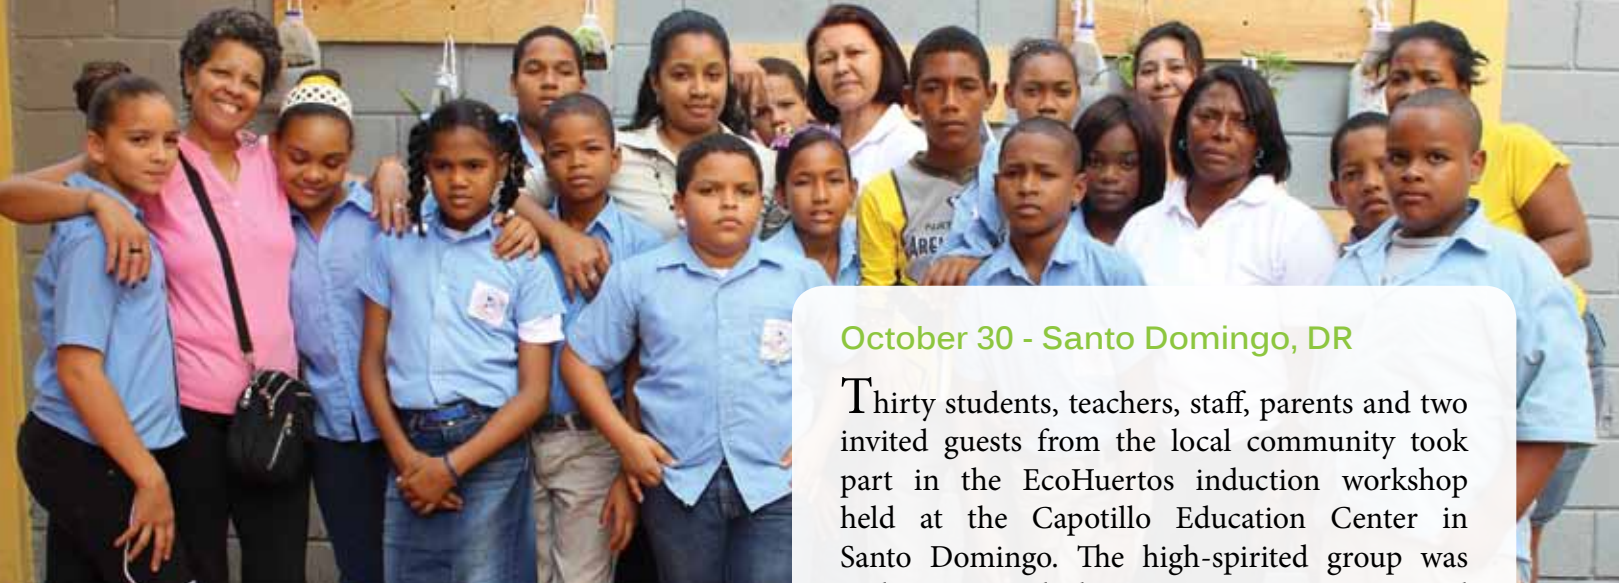 PART
October 30 - Santo Domingo, DR
Thirty students, teachers, staff, parents and two
invited guests from the local community took
part in the EcoHuertos induction workshop
held at the Capotillo Education Center in
Santo Domingo. The high-spirited group was